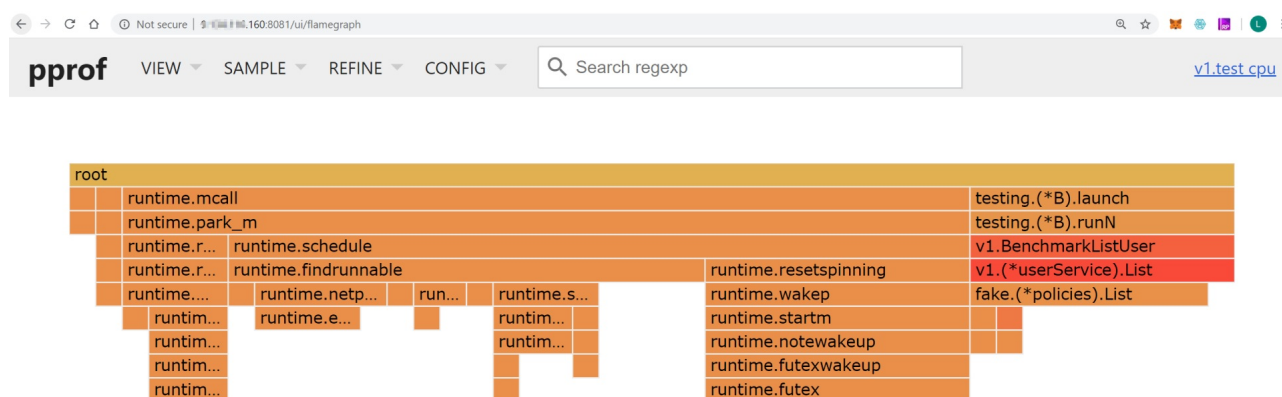 Not secure | .160:8081/ui/flamegraph
L
pprof VIEW SAMPLE REFINE CONFIG Search regexp v1.test cpu
root
runtime.mcall testing.(*B).launch
runtime.park_m testing.(*B).runN
runtime.r... runtime.schedule v1.BenchmarkListUser
runtime.r... runtime.findrunnable runtime.resetspinning v1.(*userService).List
runtime.... runtime.netp... run... runtime.s... runtime.wakep fake.(*policies).List
runtim... runtime.e... runtim... runtime.startm
runtim... runtim... runtime.notewakeup
runtim... runtime.futexwakeup
runtim... runtime.futex